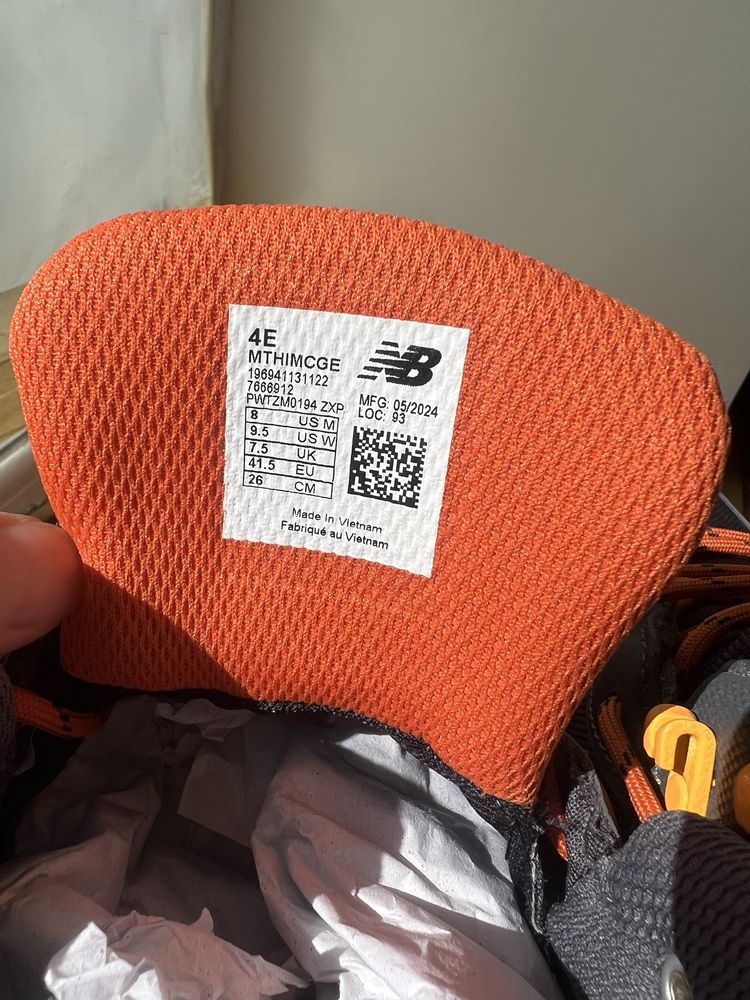 4E
MTHIMCGE
196941131122
7666912
PWTZM0194 ZXP
8 US M
9.5 US W
7.5 UK
41.5 EU
26 CM
NB
MFG: 05/2024
LOC: 93
Made In Vietnam
Fabriqué au Vietnam